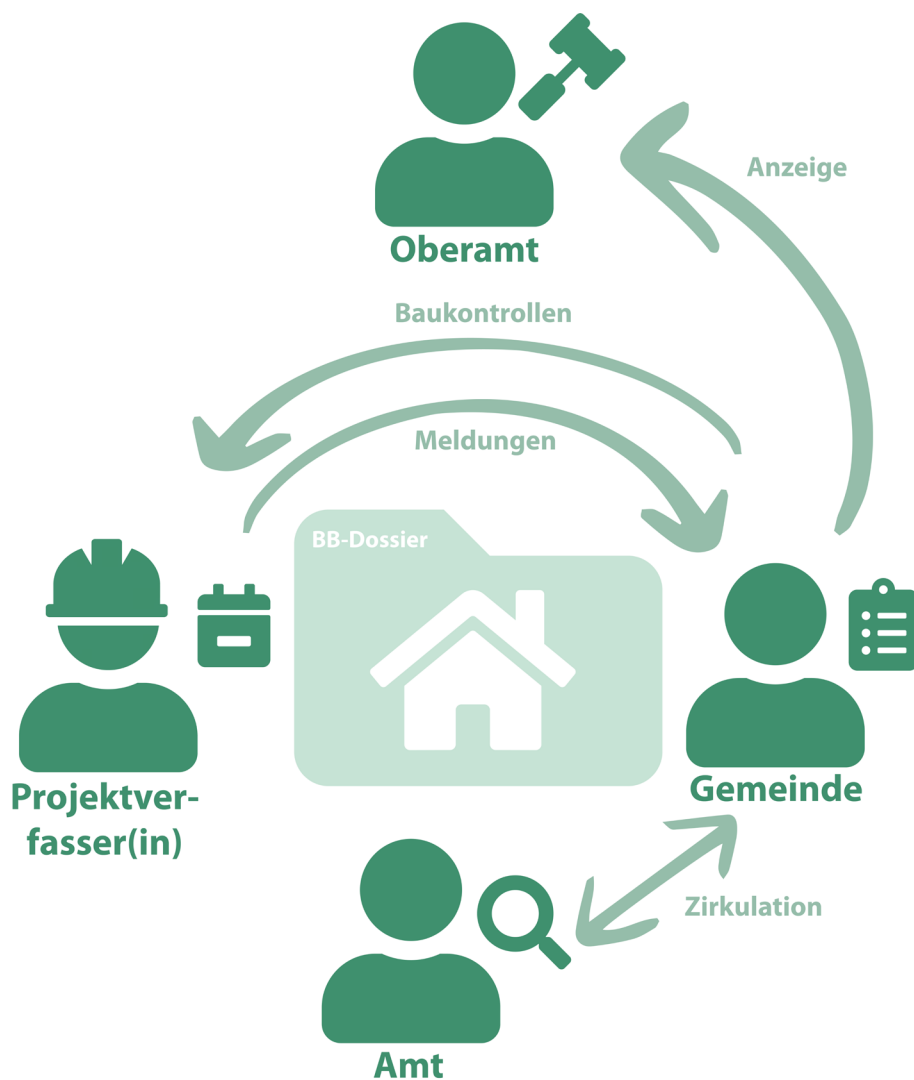 Anzeige
Oberamt
Baukontrollen
Meldungen
BB-Dossier
Projektver-
fasser(in)
Gemeinde
Zirkulation
Amt